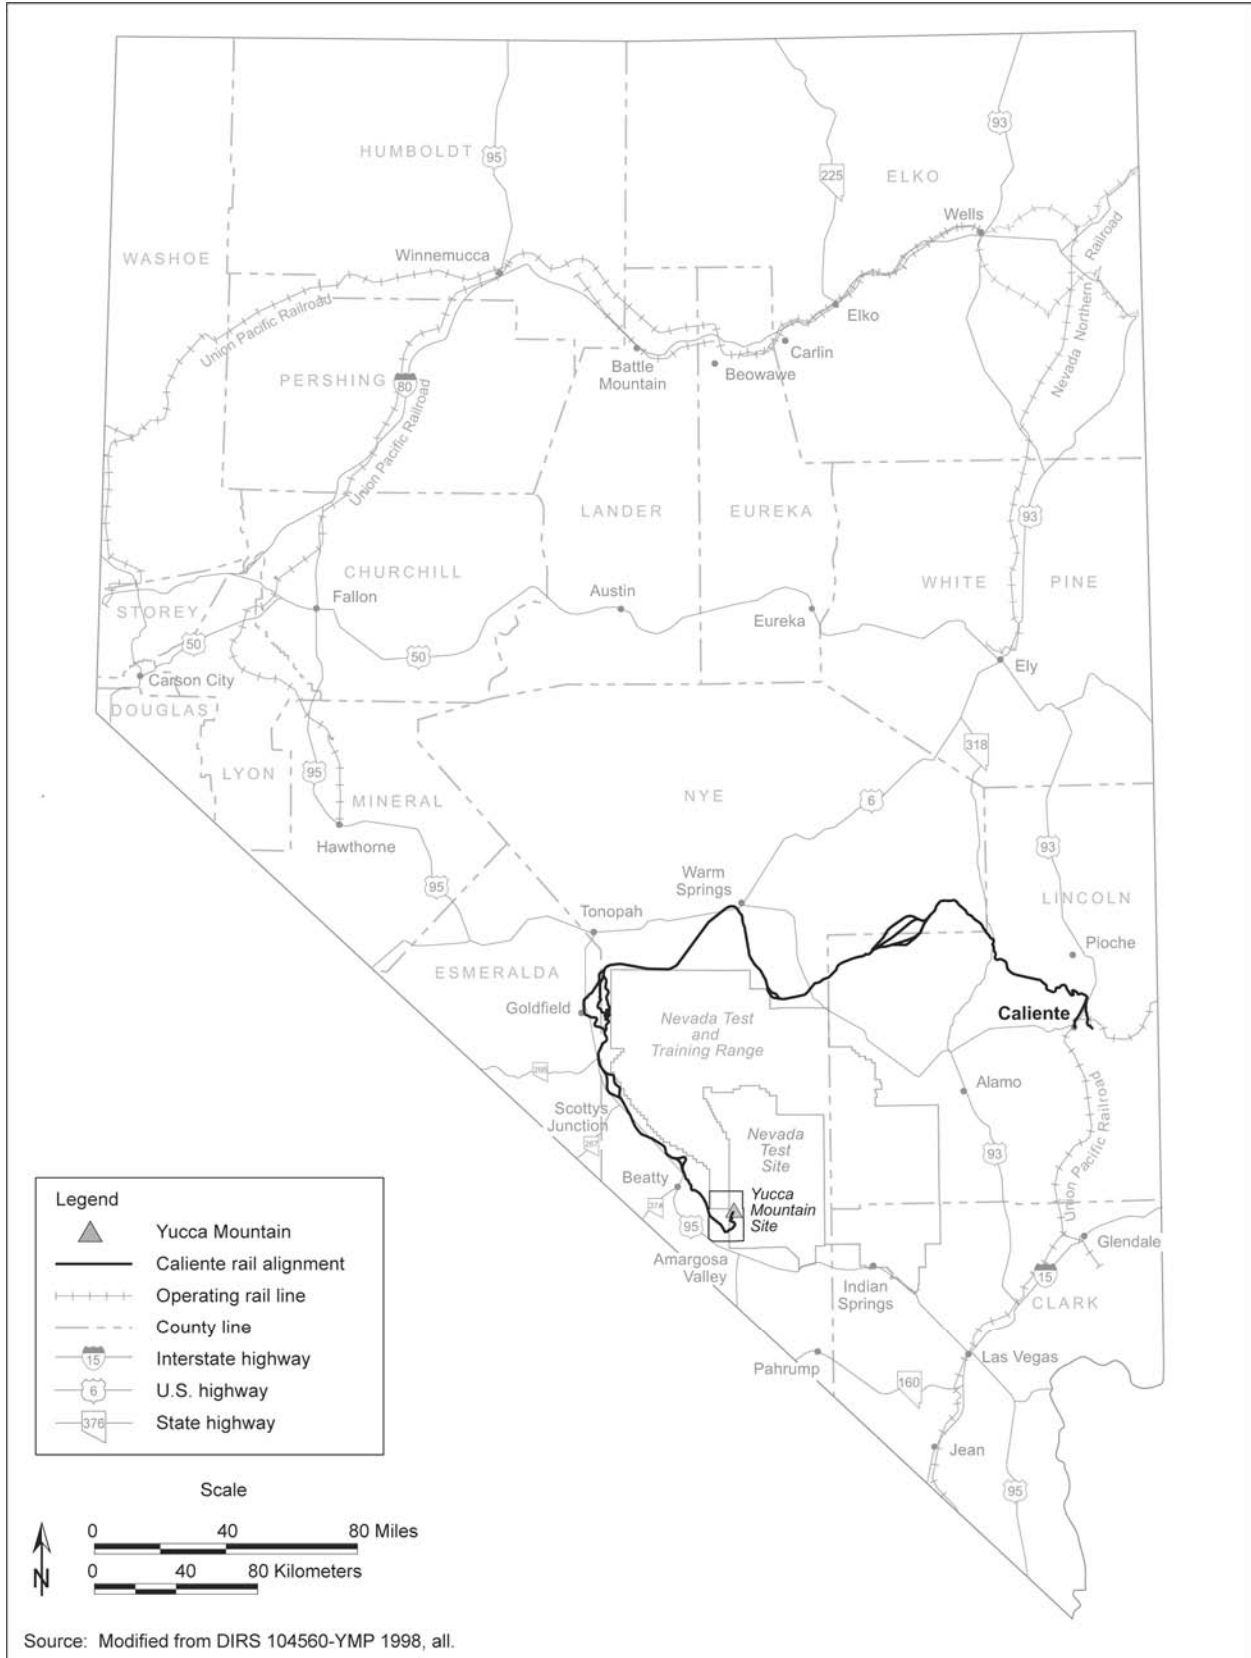 93
HUMBOLDT
95
225
ELKO
Wells
WASHOE
Winnemucca
Union Pacific Railroad
Nevada Northern Railroad
Elko
Battle
Mountain
Carlin
Beowawe
PERSHING
80
Union Pacific Railroad
LANDER
EUREKA
93
CHURCHILL
WHITE PINE
STOREY
Fallon
Austin
Eureka
50
50
Ely
Carson City
DOUGLAS
318
LYON
95
MINERAL
NYE
6
Hawthorne
93
95
Warm
Springs
LINCOLN
Tonopah
Pioche
ESMERALDA
Goldfield
Nevada Test
and
Training Range
Caliente
266
Alamo
Scottys
Junction
267
Nevada
Test
Site
93
Union Pacific Railroad
Beatty
374
95
Yucca
Mountain
Site
Glendale
Amargosa
Valley
Indian
Springs
15
CLARK
Pahrump
160
Las Vegas
Jean
95
Legend
Yucca Mountain
Caliente rail alignment
Operating rail line
County line
15 Interstate highway
6 U.S. highway
376 State highway
Scale
0 40 80 Miles
0 40 80 Kilometers
N
Source: Modified from DIRS 104560-YMP 1998, all.